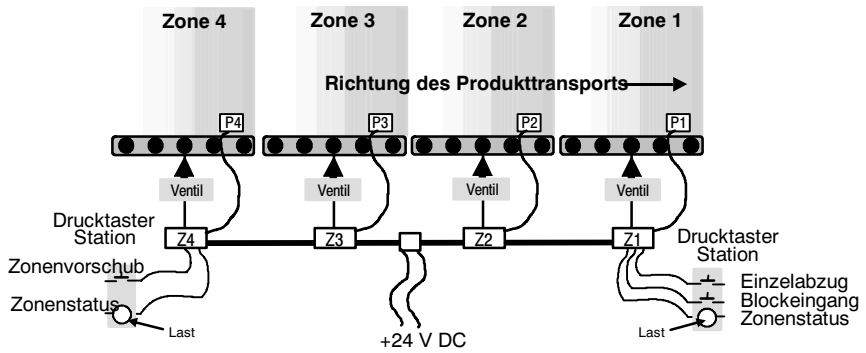 Zone 4 Zone 3 Zone 2 Zone 1
Richtung des Produkttransports
P4 P3 P2 P1
Ventil Ventil Ventil Ventil
Drucktaster
Station
Z4 Z3 Z2 Z1
Drucktaster
Station
Zonenvorschub
Zonenstatus
Last
+24 V DC
Einzelabzug
Blockeingang
Zonenstatus
Last